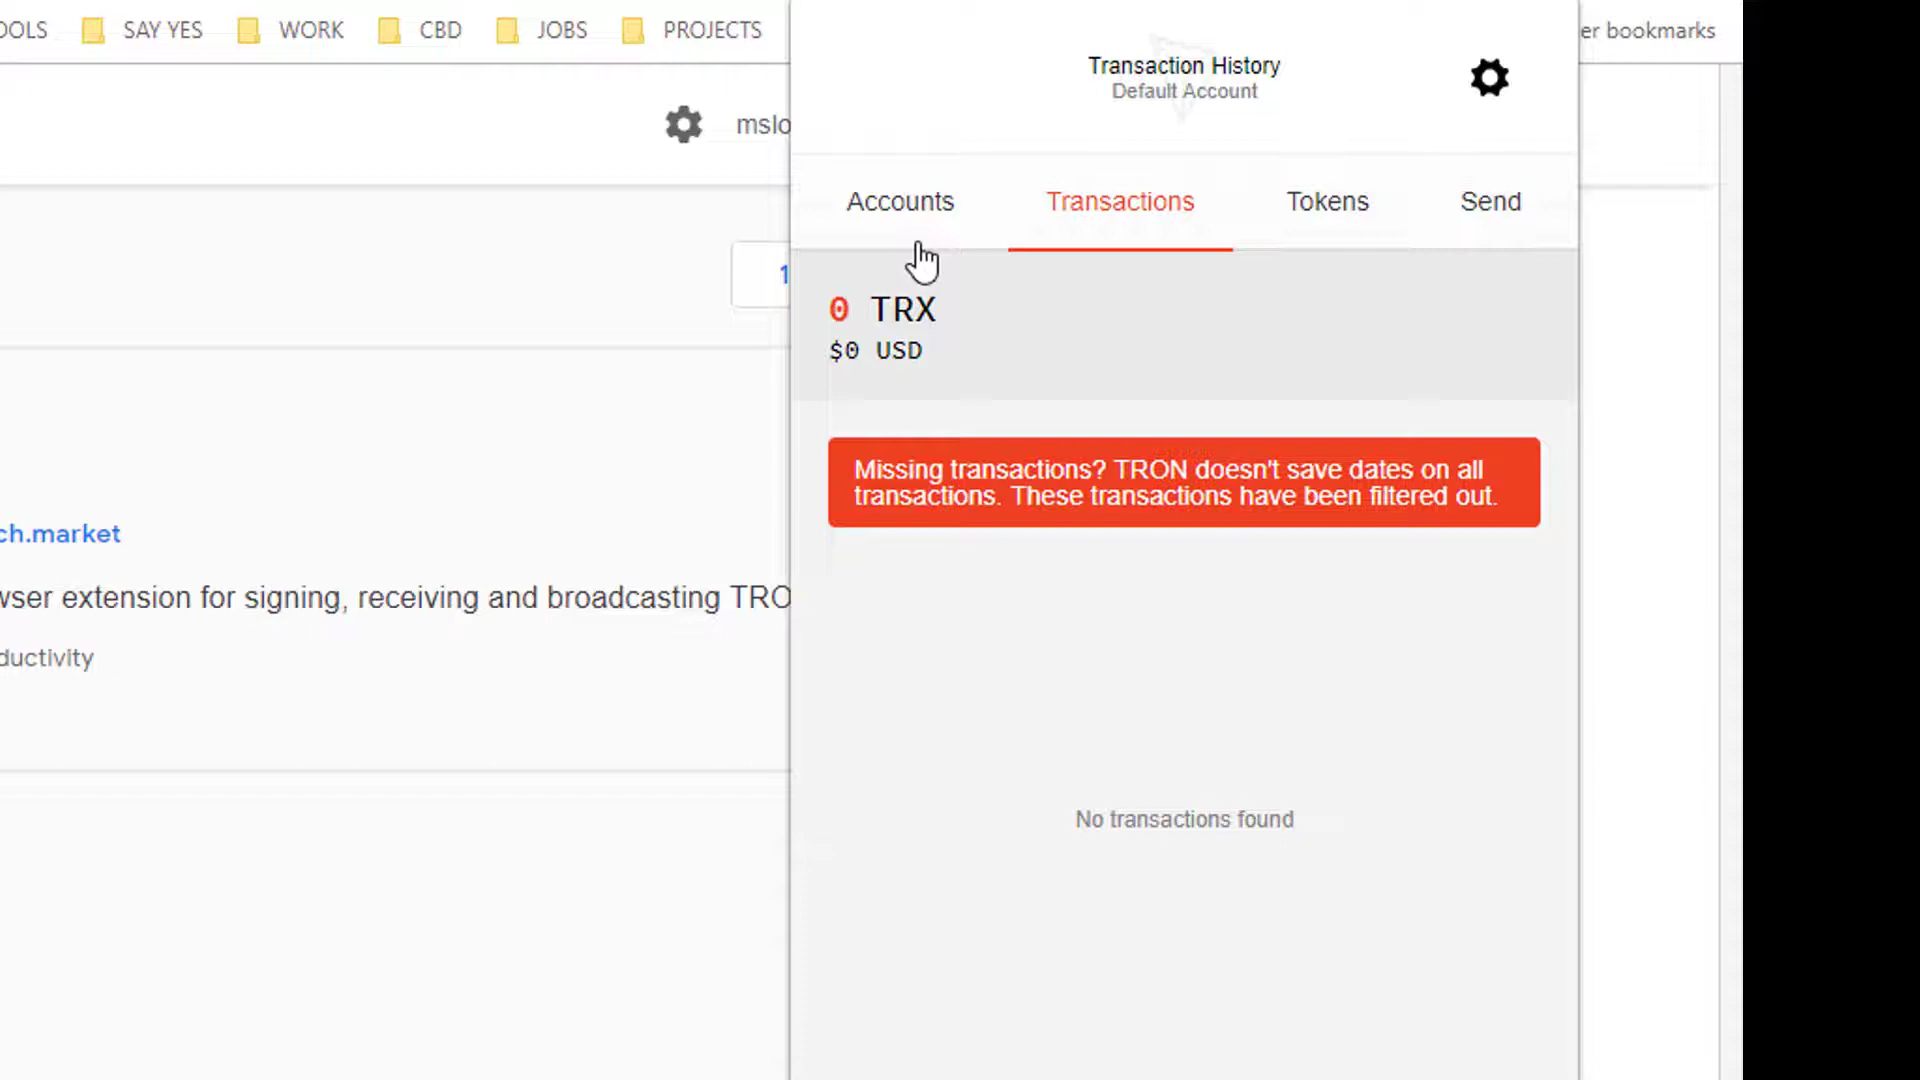 OOLS SAY YES WORK CBD JOBS PROJECTS
er bookmarks
Transaction History
Default Account
mslo
Accounts Transactions Tokens Send
1
0 TRX
$0 USD
Missing transactions? TRON doesn't save dates on all
transactions. These transactions have been filtered out.
ch.market
wser extension for signing, receiving and broadcasting TRO
ductivity
No transactions found